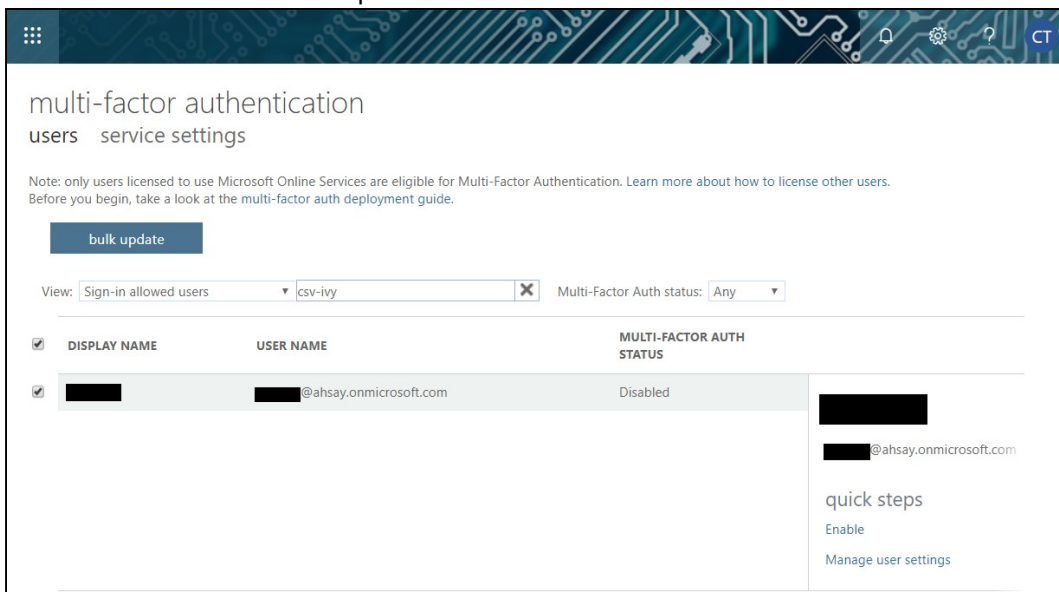 CT
multi-factor authentication
users service settings
Note: only users licensed to use Microsoft Online Services are eligible for Multi-Factor Authentication. Learn more about how to license other users.
Before you begin, take a look at the multi-factor auth deployment guide.
bulk update
View: Sign-in allowed users csv-ivy Multi-Factor Auth status: Any
DISPLAY NAME USER NAME MULTI-FACTOR AUTH
STATUS
@ahsay.onmicrosoft.com Disabled
@ahsay.onmicrosoft.com
quick steps
Enable
Manage user settings